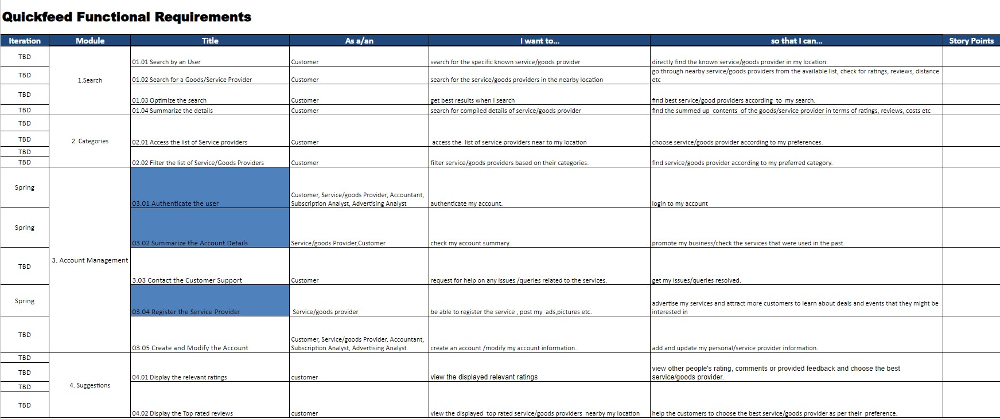 Quickfeed Functional Requirements
Iteration Module Title As a/an I want to... so that I can... Story Points
TBD
1.Search
01.01 Search by an User Customer search for the specific known service/goods provider directly find the known service/goods provider in my location.
TBD 01.02 Search for a Goods/Service Provider Customer search for the service/goods providers in the nearby location go through nearby service/goods providers from the available list, check for ratings, reviews, distance
etc
TBD 01.03 Optimize the search Customer get best results when I search find best service/good providers according to my search.
TBD 01.04 Summarize the details Customer search for compiled details of service/goods provider find the summed up contents of the goods/service provider in terms of ratings, reviews, costs etc
TBD
2. Categories
TBD 02.01 Access the list of Service providers Customer access the list of service providers near to my location choose service/goods provider according to my preferences.
TBD
TBD 02.02 Filter the list of Service/Goods Providers Customer filter service/goods providers based on their categories. find service/goods provider according to my preferred category.
3. Account Management
Spring 03.01 Authenticate the user Customer, Service/goods Provider, Accountant,
Subscription Analyst, Advertising Analyst authenticate my account. login to my account
Spring 03.02 Summarize the Account Details Service/goods Provider,Customer check my account summary. promote my business/check the services that were used in the past.
TBD 3.03 Contact the Customer Support Customer request for help on any issues /queries related to the services. get my issues/queries resolved.
Spring 03.04 Register the Service Provider Service/goods provider be able to register the service , post my ads,pictures etc. advertise my services and attract more customers to learn about deals and events that they might be
interested in
TBD 03.05 Create and Modify the Account Customer, Service/goods Provider, Accountant,
Subscription Analyst, Advertising Analyst create an account /modify my account information. add and update my personal/service provider information.
TBD
4. Suggestions
TBD 04.01 Display the relevant ratings customer view the displayed relevant ratings view other people's rating, comments or provided feedback and choose the best
service/goods provider.
TBD
TBD 04.02 Display the Top rated reviews customer view the displayed top rated service/goods providers nearby my location help the customers to choose the best service/goods provider as per their preference.